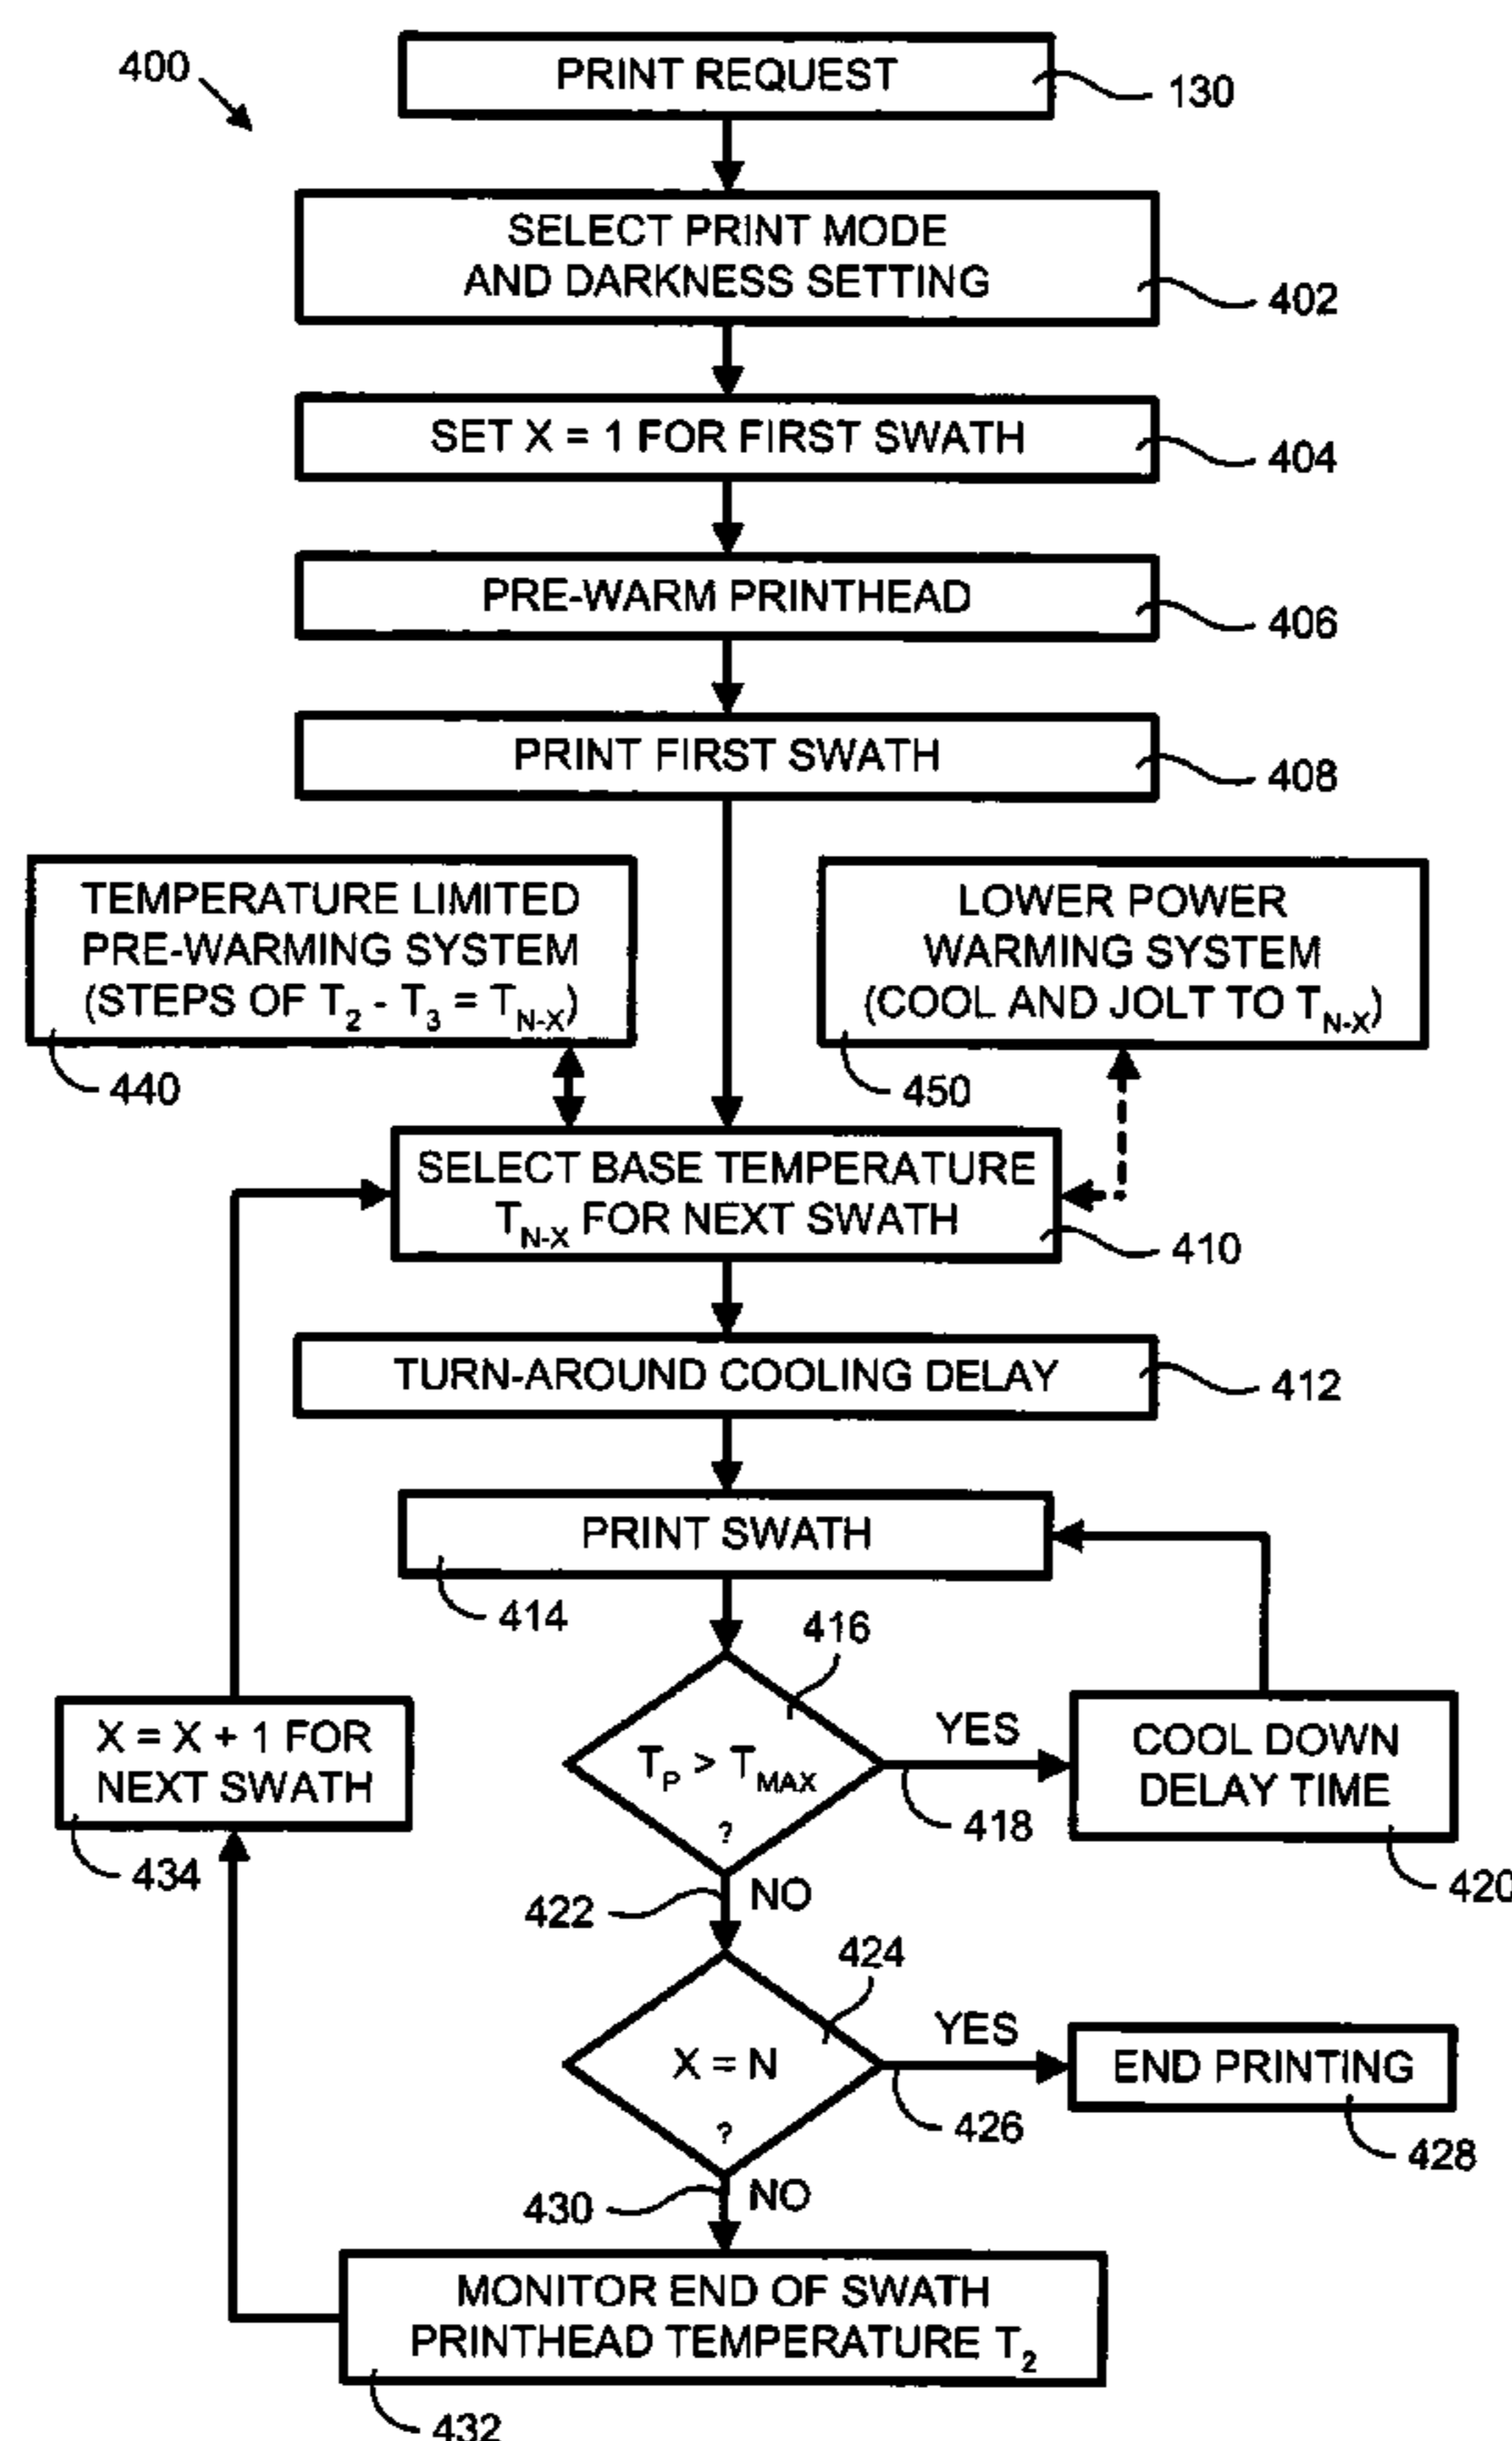 400
PRINT REQUEST
130
SELECT PRINT MODE
AND DARKNESS SETTING
402
SET X = 1 FOR FIRST SWATH
404
PRE-WARM PRINTHEAD
406
PRINT FIRST SWATH
408
TEMPERATURE LIMITED
PRE-WARMING SYSTEM
(STEPS OF T2 - T3 = TN-X)
440
LOWER POWER
WARMING SYSTEM
(COOL AND JOLT TO TN-X)
450
SELECT BASE TEMPERATURE
TN-X FOR NEXT SWATH
410
TURN-AROUND COOLING DELAY
412
PRINT SWATH
414
416
TP > TMAX
?
YES
418
COOL DOWN
DELAY TIME
420
X = X + 1 FOR
NEXT SWATH
434
422
NO
424
X = N
?
YES
426
END PRINTING
428
430
NO
MONITOR END OF SWATH
PRINTHEAD TEMPERATURE T2
432